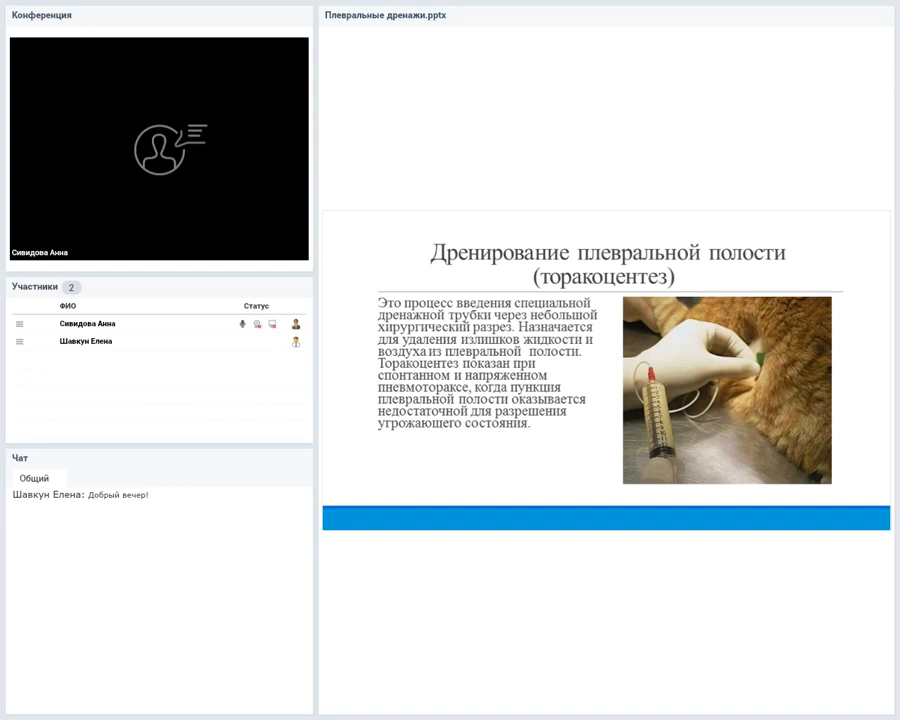 Конференция
Сивидова Анна
Участники 2
ФИО Статус
Сивидова Анна
Шавкун Елена
Чат
Общий
Шавкун Елена: Добрый вечер!
Плевральные дренажи.pptx
Дренирование плевральной полости
(торакоцентез)
Это процесс введения специальной
дренажной трубки через небольшой
хирургический разрез. Назначается
для удаления излишков жидкости и
воздуха из плевральной полости.
Торакоцентез показан при
спонтанном и напряженном
пневмотораксе, когда пункция
плевральной полости оказывается
недостаточной для разрешения
угрожающего состояния.